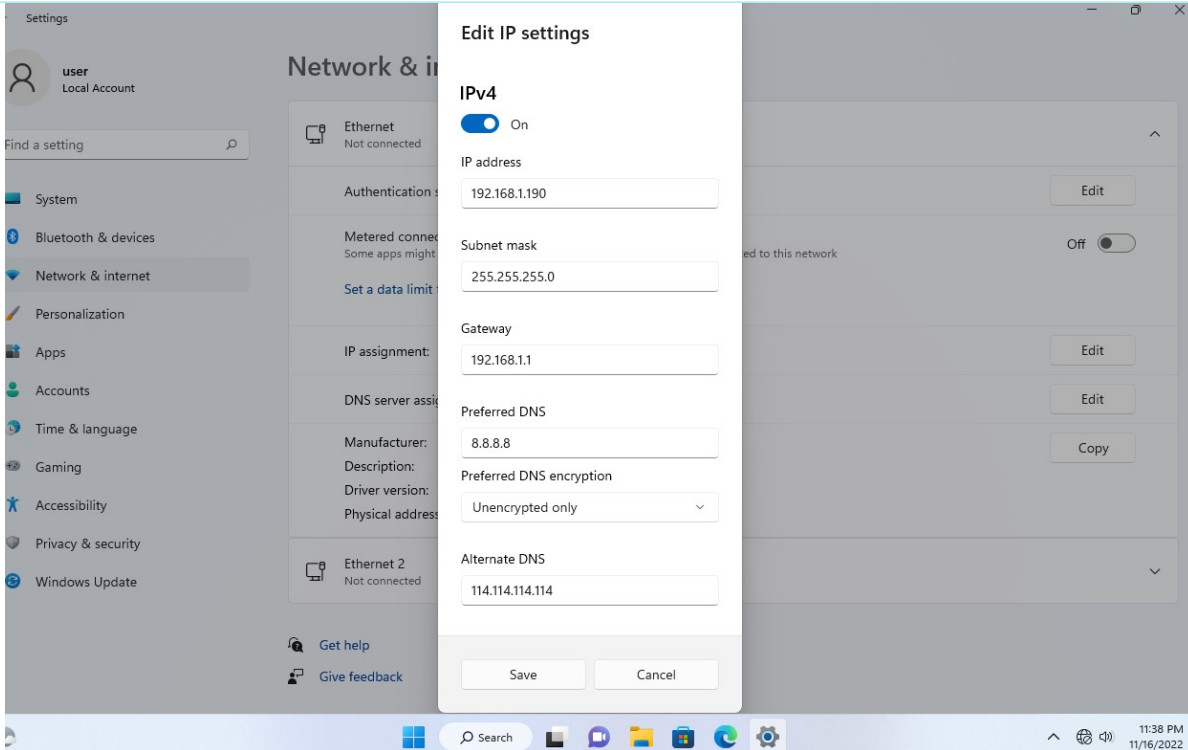 Settings
user
Local Account
Find a setting
System
Bluetooth & devices
Network & internet
Personalization
Apps
Accounts
Time & language
Gaming
Accessibility
Privacy & security
Windows Update
Network & i
Ethernet
Not connected
Authentication s
Edit
Metered connec
Some apps might
ed to this network
Off
Set a data limit
IP assignment:
Edit
DNS server assig
Edit
Manufacturer:
Copy
Description:
Driver version:
Physical address
Ethernet 2
Not connected
Get help
Give feedback
Edit IP settings
IPv4
On
IP address
192.168.1.190
Subnet mask
255.255.255.0
Gateway
192.168.1.1
Preferred DNS
8.8.8.8
Preferred DNS encryption
Unencrypted only
Alternate DNS
114.114.114.114
Save
Cancel
Search
11:38 PM
11/16/2022